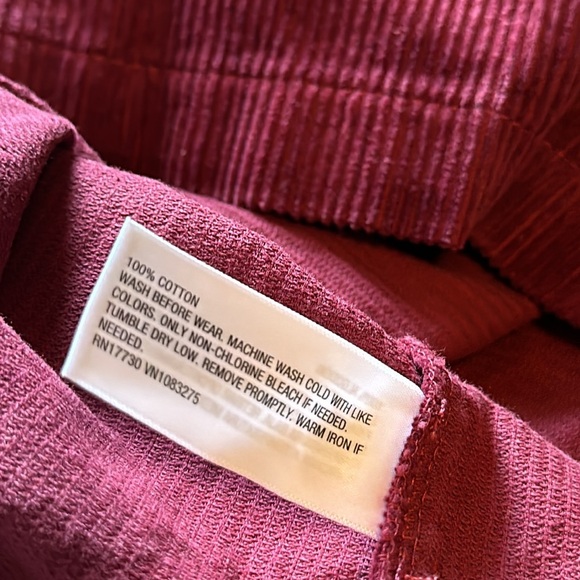 100% COTTON
WASH BEFORE WEAR. MACHINE WASH COLD WITH LIKE
COLORS. ONLY NON-CHLORINE BLEACH IF NEEDED.
TUMBLE DRY LOW. REMOVE PROMPTLY. WARM IRON IF
NEEDED.
RN17730 VN1083275